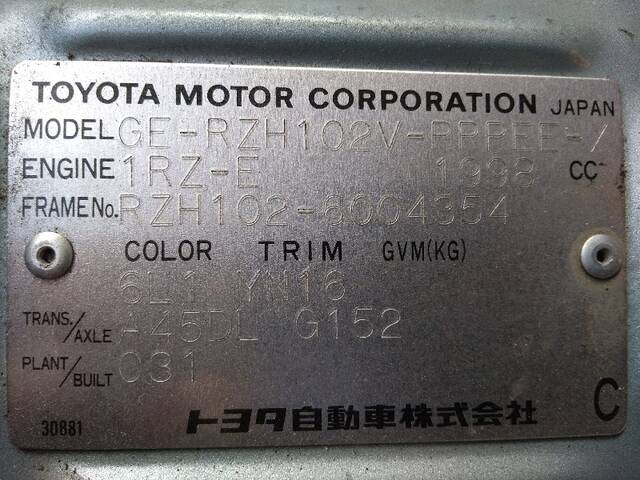 TOYOTA MOTOR CORPORATION JAPAN
MODEL GE-RZH102V-PPPEE-/
ENGINE 1RZ-E 1998 CC
FRAME No. RZH102-6004354
COLOR TRIM GVM(KG)
6L1 YN16
TRANS./AXLE A45DL G152
PLANT/BUILT 031
30881
トヨタ自動車株式会社
C